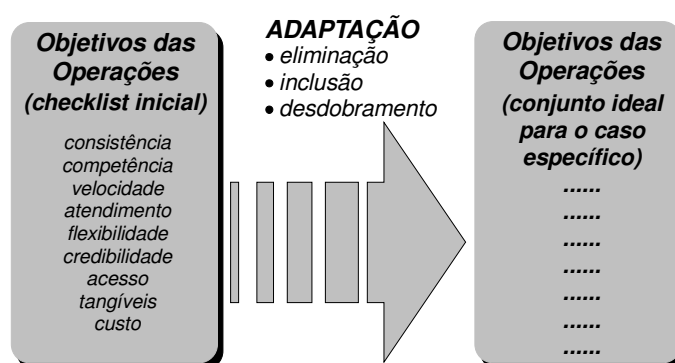 Objetivos das
Operações
(checklist inicial)
consistência
competência
velocidade
atendimento
flexibilidade
credibilidade
acesso
tangíveis
custo
ADAPTAÇÃO
• eliminação
• inclusão
• desdobramento
Objetivos das
Operações
(conjunto ideal
para o caso
específico)
......
......
......
......
......
......
......